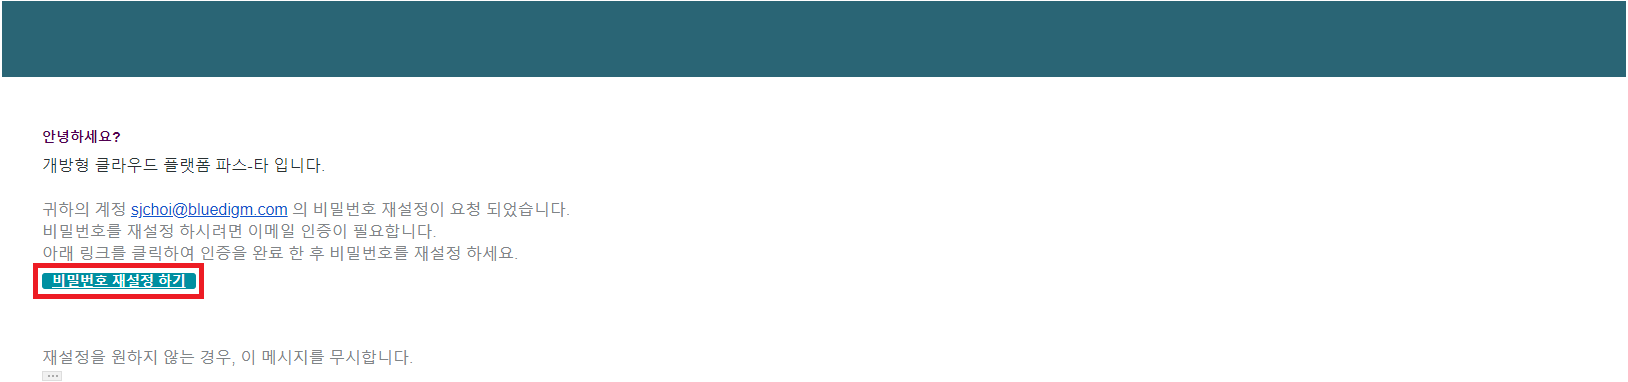 안녕하세요?
개방형 클라우드 플랫폼 파스-타 입니다.
귀하의 계정 sjchoi@bluedigm.com 의 비밀번호 재설정이 요청 되었습니다.
비밀번호를 재설정 하시려면 이메일 인증이 필요합니다.
아래 링크를 클릭하여 인증을 완료 한 후 비밀번호를 재설정 하세요.
비밀번호 재설정 하기
재설정을 원하지 않는 경우, 이 메시지를 무시합니다.